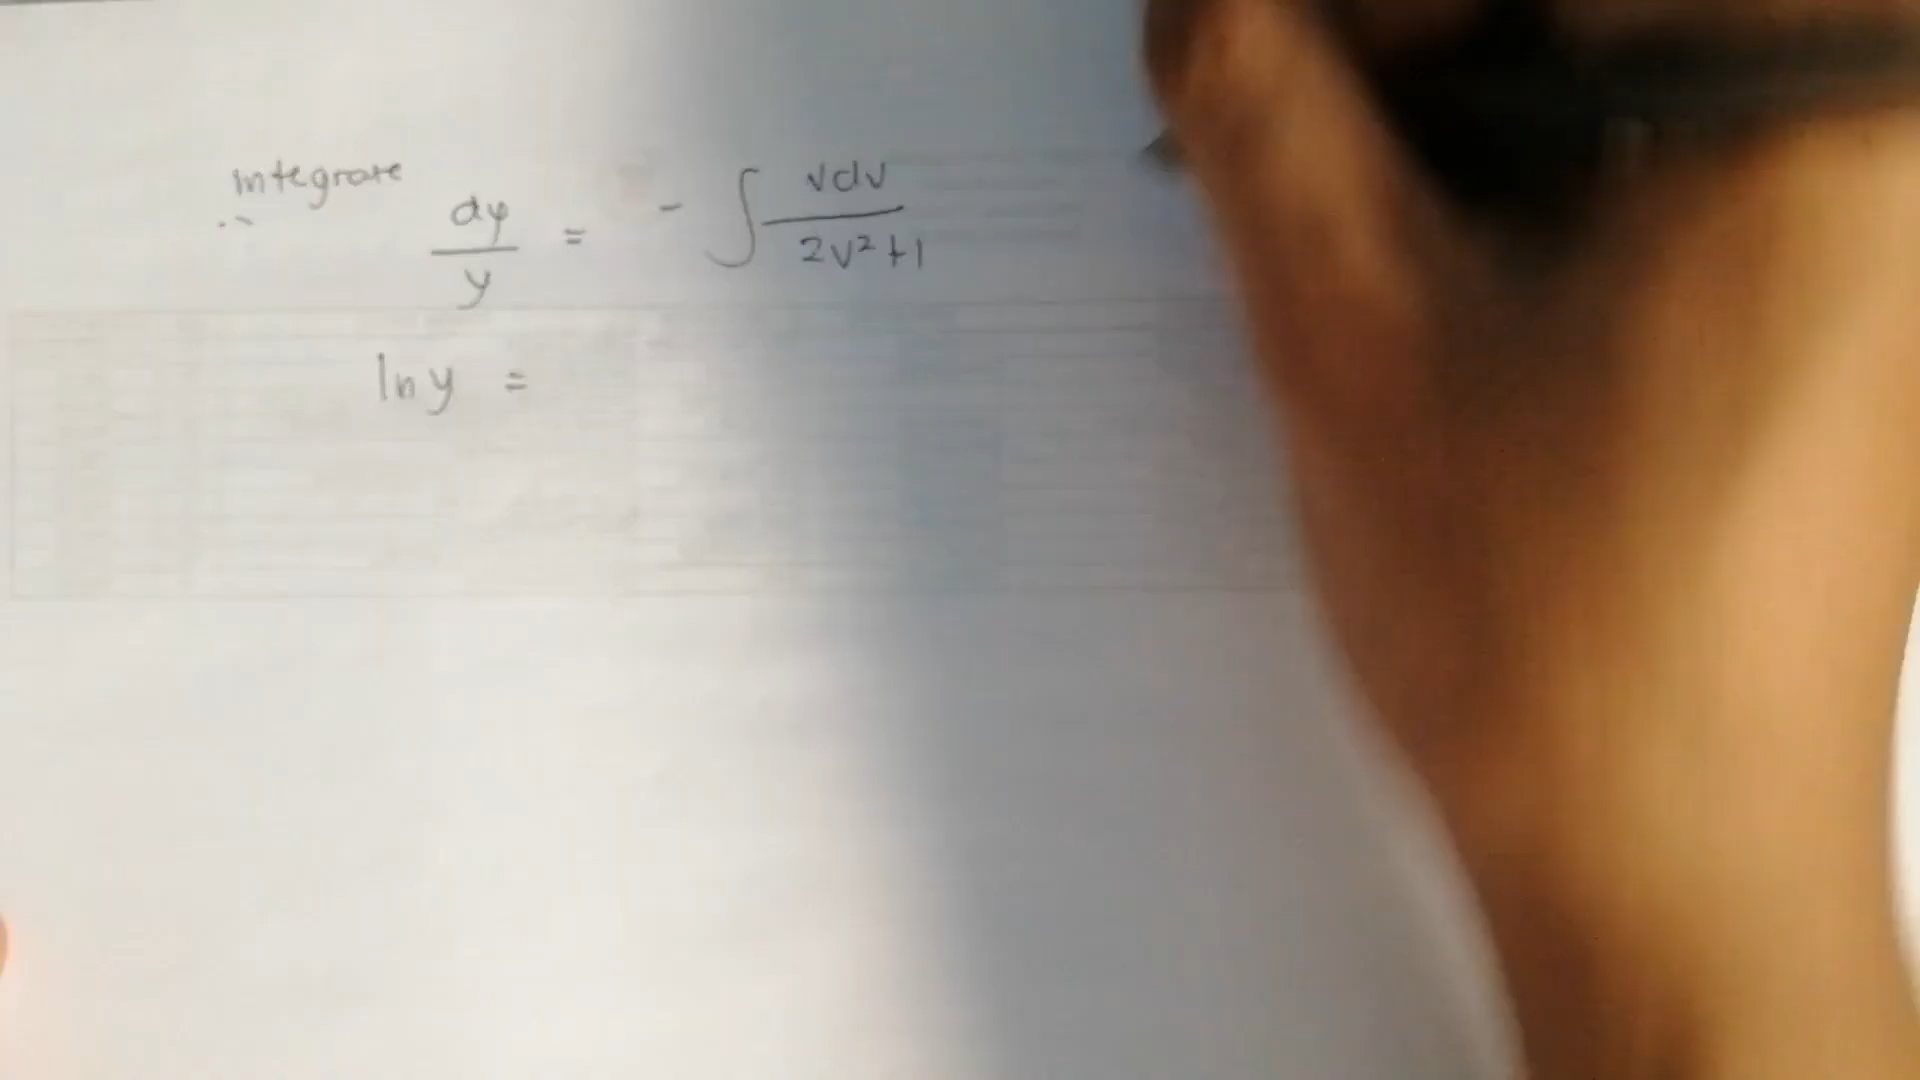 integrate
dy/y = - ∫ vdv/2v²+1
ln y =